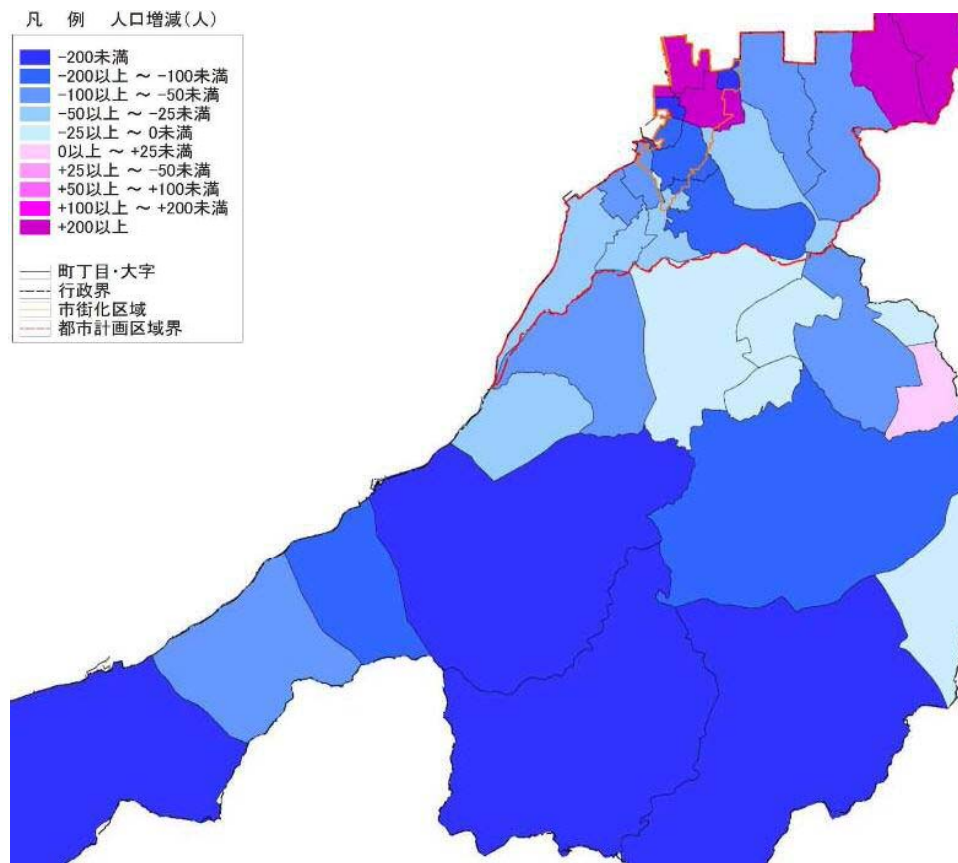 凡 例 人口増減(人)
-200未満
-200以上 ~ -100未満
-100以上 ~ -50未満
-50以上 ~ -25未満
-25以上 ~ 0未満
0以上 ~ +25未満
+25以上 ~ -50未満
+50以上 ~ +100未満
+100以上 ~ +200未満
+200以上
町丁目・大字
行政界
市街化区域
都市計画区域界